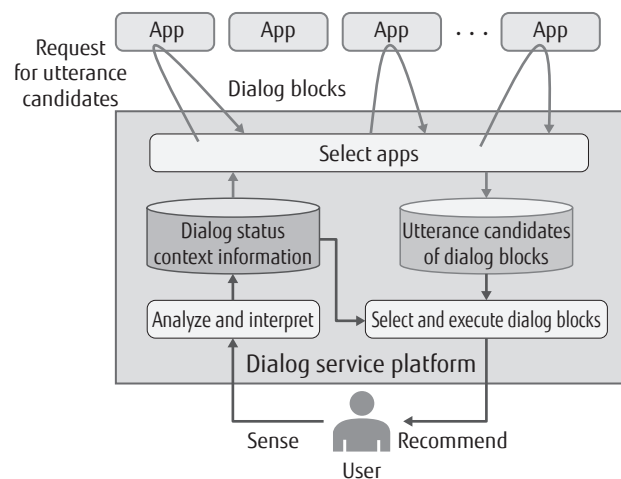 App
App
App
...
App
Request
for utterance
candidates
Dialog blocks
Select apps
Dialog status
context information
Utterance candidates
of dialog blocks
Analyze and interpret
Select and execute dialog blocks
Dialog service platform
Sense
Recommend
User